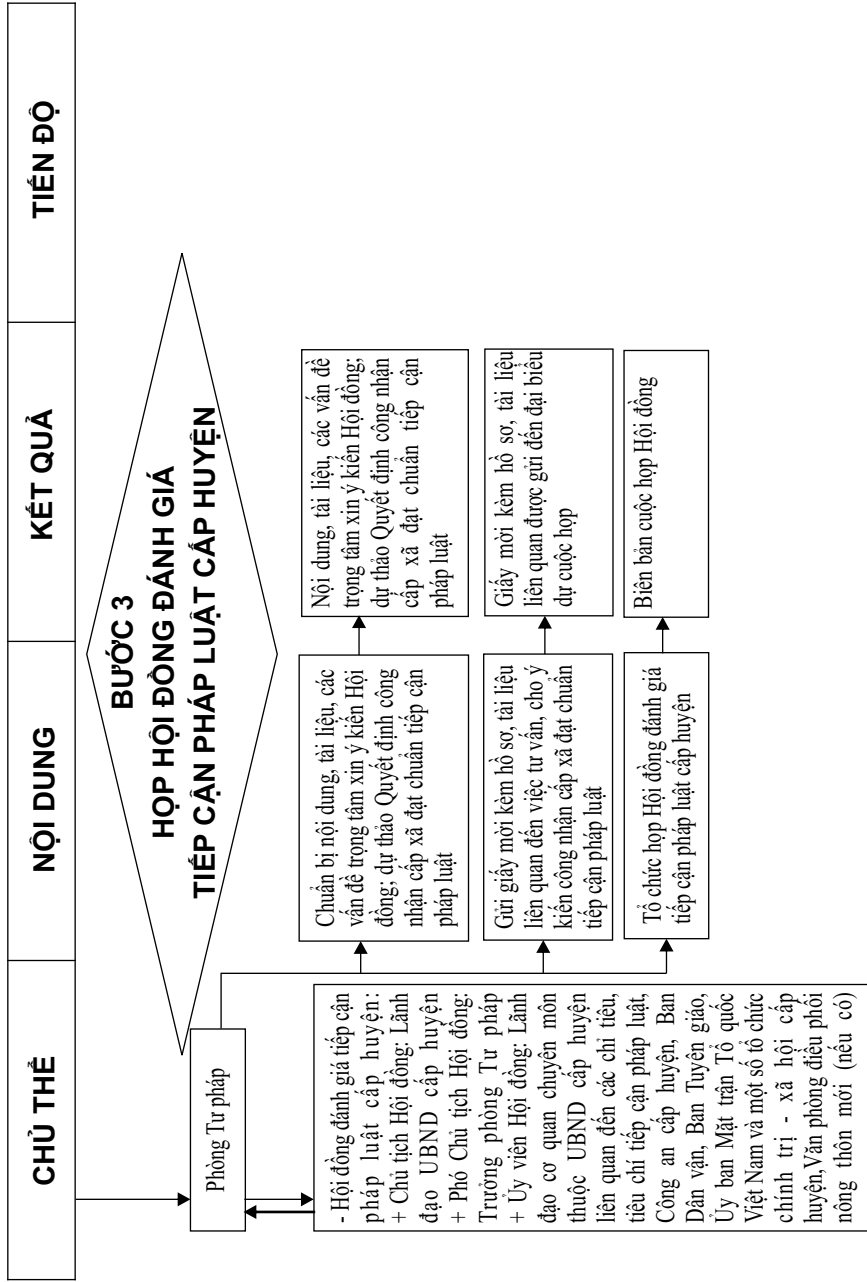 CHỦ THỂ
NỘI DUNG
KẾT QUẢ
TIẾN ĐỘ
BƯỚC 3
HỌP HỘI ĐỒNG ĐÁNH GIÁ
TIẾP CẬN PHÁP LUẬT CẤP HUYỆN
Phòng Tư pháp
- Hội đồng đánh giá tiếp cận
pháp luật cấp huyện:
+ Chủ tịch Hội đồng: Lãnh
đạo UBND cấp huyện
+ Phó Chủ tịch Hội đồng:
Trưởng phòng Tư pháp
+ Ủy viên Hội đồng: Lãnh
đạo cơ quan chuyên môn
thuộc UBND cấp huyện
liên quan đến các chỉ tiêu,
tiêu chí tiếp cận pháp luật,
Công an cấp huyện, Ban
Dân vận, Ban Tuyên giáo,
Ủy ban Mặt trận Tổ quốc
Việt Nam và một số tổ chức
chính trị - xã hội cấp
huyện,Văn phòng điều phối
nông thôn mới (nếu có)
Chuẩn bị nội dung, tài liệu, các
vấn đề trọng tâm xin ý kiến Hội
đồng; dự thảo Quyết định công
nhận cấp xã đạt chuẩn tiếp cận
pháp luật
Nội dung, tài liệu, các vấn đề
trọng tâm xin ý kiến Hội đồng;
dự thảo Quyết định công nhận
cấp xã đạt chuẩn tiếp cận
pháp luật
Gửi giấy mời kèm hồ sơ, tài liệu
liên quan đến việc tư vấn, cho ý
kiến công nhận cấp xã đạt chuẩn
tiếp cận pháp luật
Giấy mời kèm hồ sơ, tài liệu
liên quan được gửi đến đại biểu
dự cuộc họp
Tổ chức họp Hội đồng đánh giá
tiếp cận pháp luật cấp huyện
Biên bản cuộc họp Hội đồng